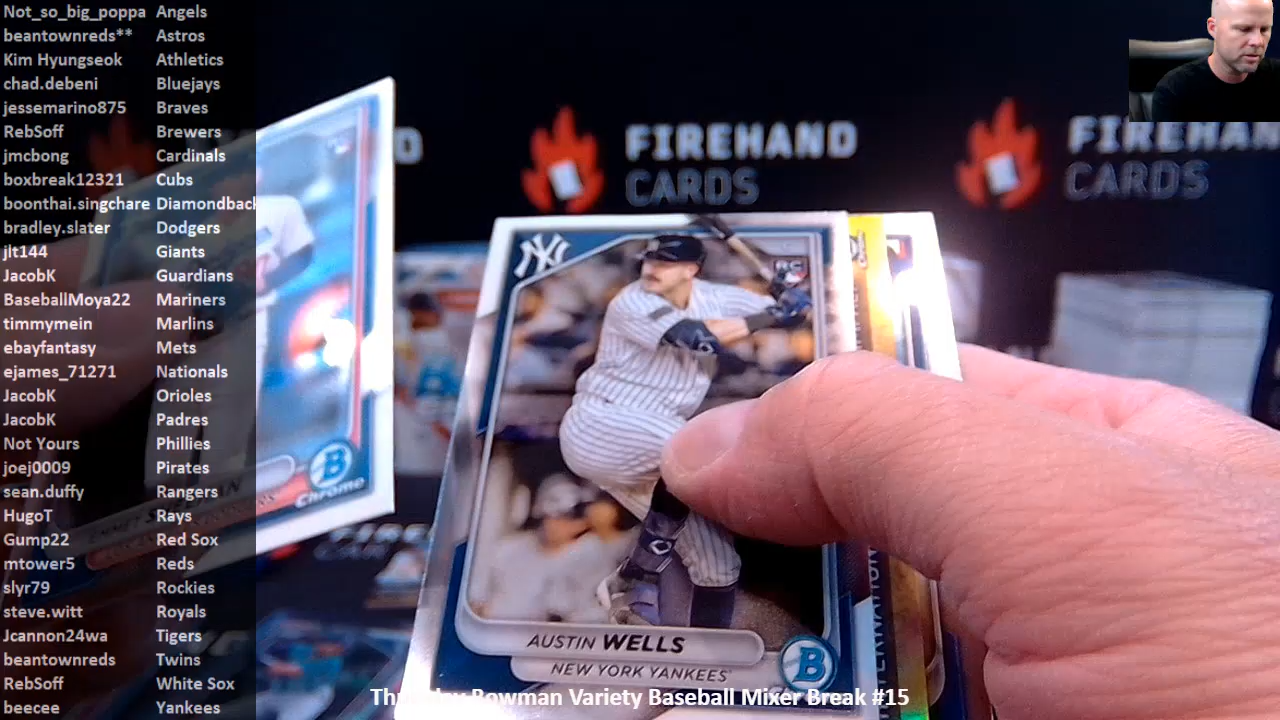 Not_so_big_poppa Angels
beantownreds** Astros
Kim Hyungseok Athletics
chad.debeni Bluejays
jessemarino875 Braves
RebSoff Brewers
jmcbong Cardinals
boxbreak12321 Cubs
boonthai.singchare Diamondback
bradley.slater Dodgers
jlt144 Giants
JacobK Guardians
BaseballMoya22 Mariners
timmymein Marlins
ebayfantasy Mets
ejames_71271 Nationals
JacobK Orioles
JacobK Padres
Not Yours Phillies
joej0009 Pirates
sean.duffy Rangers
HugoT Rays
Gump22 Red Sox
mtower5 Reds
slyr79 Rockies
steve.witt Royals
Jcannon24wa Tigers
beantownreds Twins
RebSoff White Sox
beecee Yankees
FIREHAND
CARDS
FIREHAN
CARDS
NY
RC
AUSTIN WELLS
NEW YORK YANKEES
B
B
Chrome
Bowman Variety Baseball Mixer Break #15